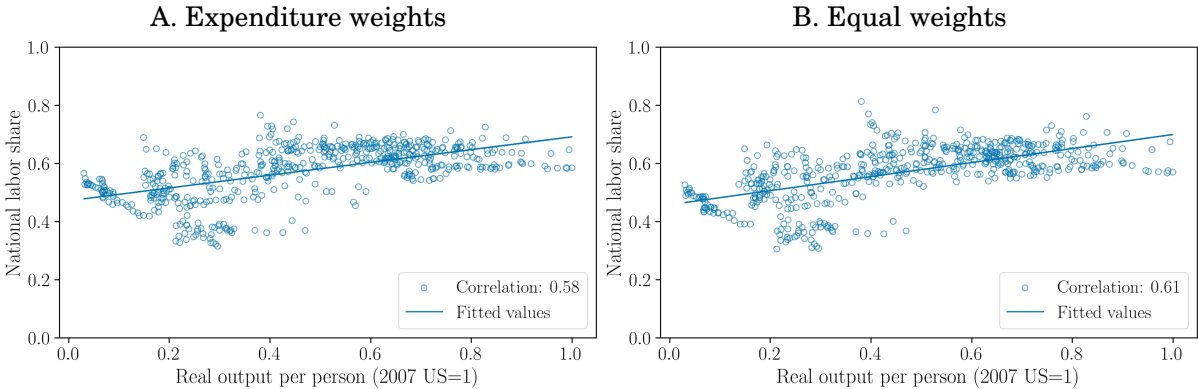 A. Expenditure weights
1.0
0.8
0.6
0.4
0.2
0.0
National labor share
0.0 0.2 0.4 0.6 0.8 1.0
Real output per person (2007 US=1)
Correlation: 0.58
Fitted values
B. Equal weights
1.0
0.8
0.6
0.4
0.2
0.0
National labor share
0.0 0.2 0.4 0.6 0.8 1.0
Real output per person (2007 US=1)
Correlation: 0.61
Fitted values